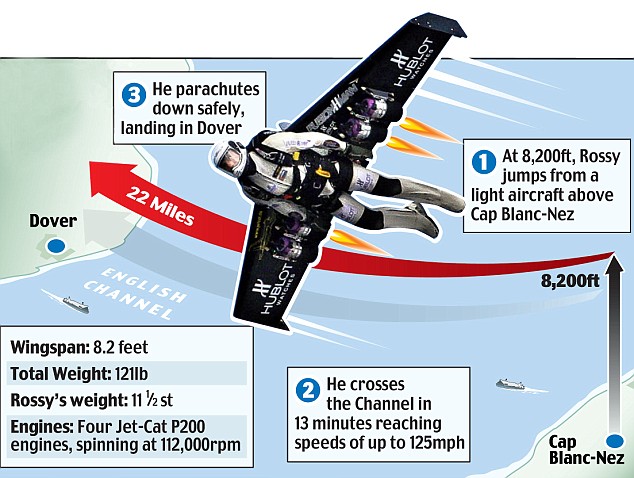 3 He parachutes
down safely,
landing in Dover
HUBLOT
WATCHES
1 At 8,200ft, Rossy
jumps from a
light aircraft above
Cap Blanc-Nez
22 Miles
Dover
ENGLISH
CHANNEL
8,200ft
HUBLOT
WATCHES
Wingspan: 8.2 feet
Total Weight: 121lb
Rossy's weight: 11 ½ st
Engines: Four Jet-Cat P200
engines, spinning at 112,000rpm
2 He crosses
the Channel in
13 minutes reaching
speeds of up to 125mph
Cap
Blanc-Nez